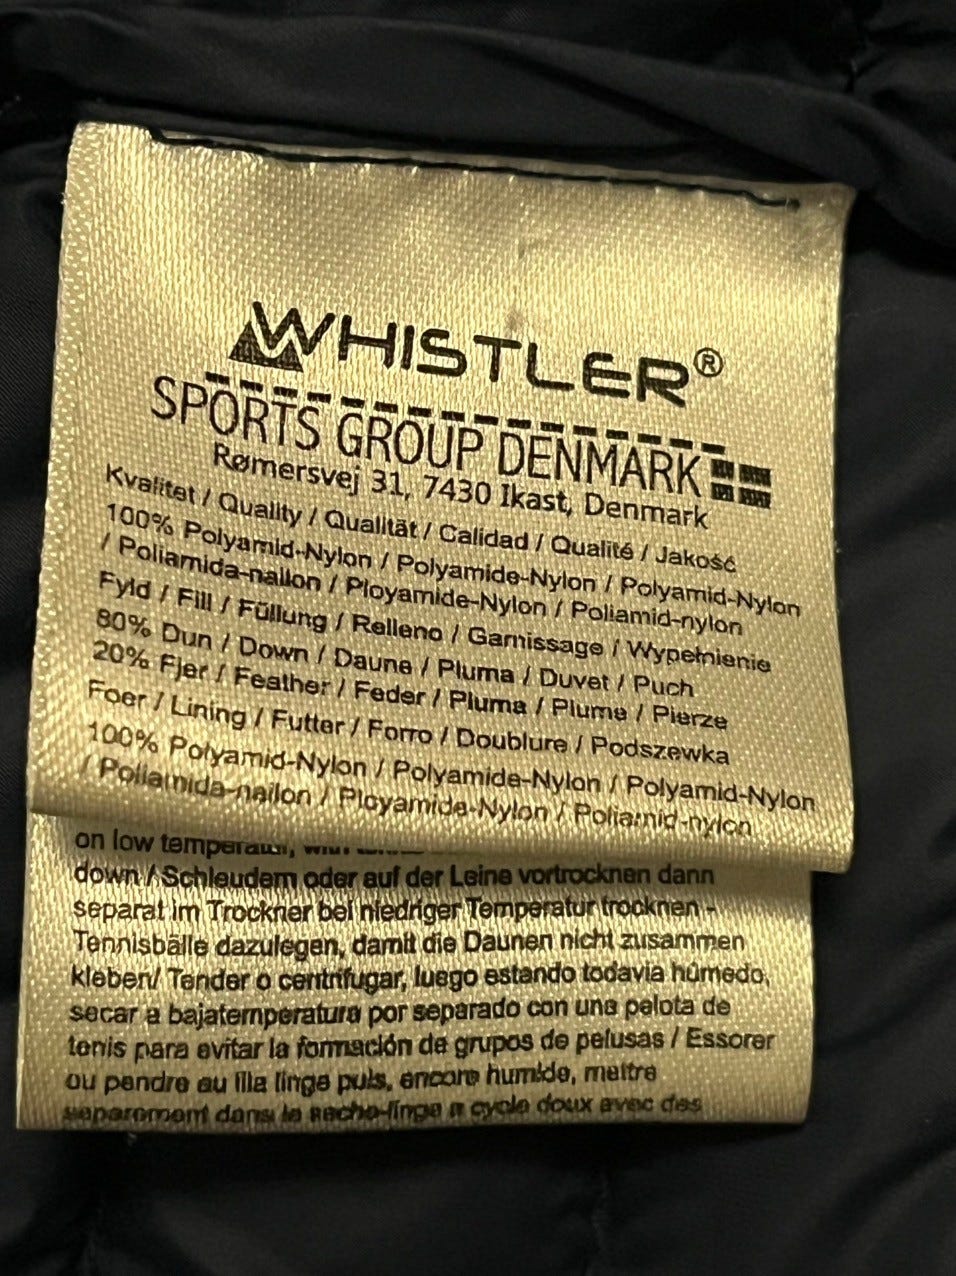 WHISTLER®
SPORTS GROUP DENMARK
Rømersvej 31, 7430 Ikast, Denmark
Kvalitet / Quality / Qualität / Calidad / Qualité / Jakość
100% Polyamid-Nylon / Polyamide-Nylon / Polyamid-Nylon
/ Poliamida-nailon / Ployamide-Nylon / Poliamid-nylon
Fyld / Fill / Füllung / Relleno / Garnissage / Wypełnienie
80% Dun / Down / Daune / Pluma / Duvet / Puch
20% Fjer / Feather / Feder / Pluma / Plume / Pierze
Foer / Lining / Futter / Forro / Doublure / Podszewka
100% Polyamid-Nylon / Polyamide-Nylon / Polyamid-Nylon
/ Poliamida-nailon / Ployamide-Nylon / Poliamid-nylon
on low temperatur,
down / Schleudern oder auf der Leine vortrocknen dann
separat im Trockner bei niedriger Temperatur trocknen -
Tennisbälle dazulegen, damit die Daunen nicht zusammen
kleben/ Tender o centrifugar, luego estando todavia húmedo,
secar a bajatemperatura por separado con una pelota de
tenis para evitar la formación de grupos de pelusas / Essorer
ou pendre au illa linge puis, encore humide, mettre
separement dans le seche-linge a cycle doux avec des